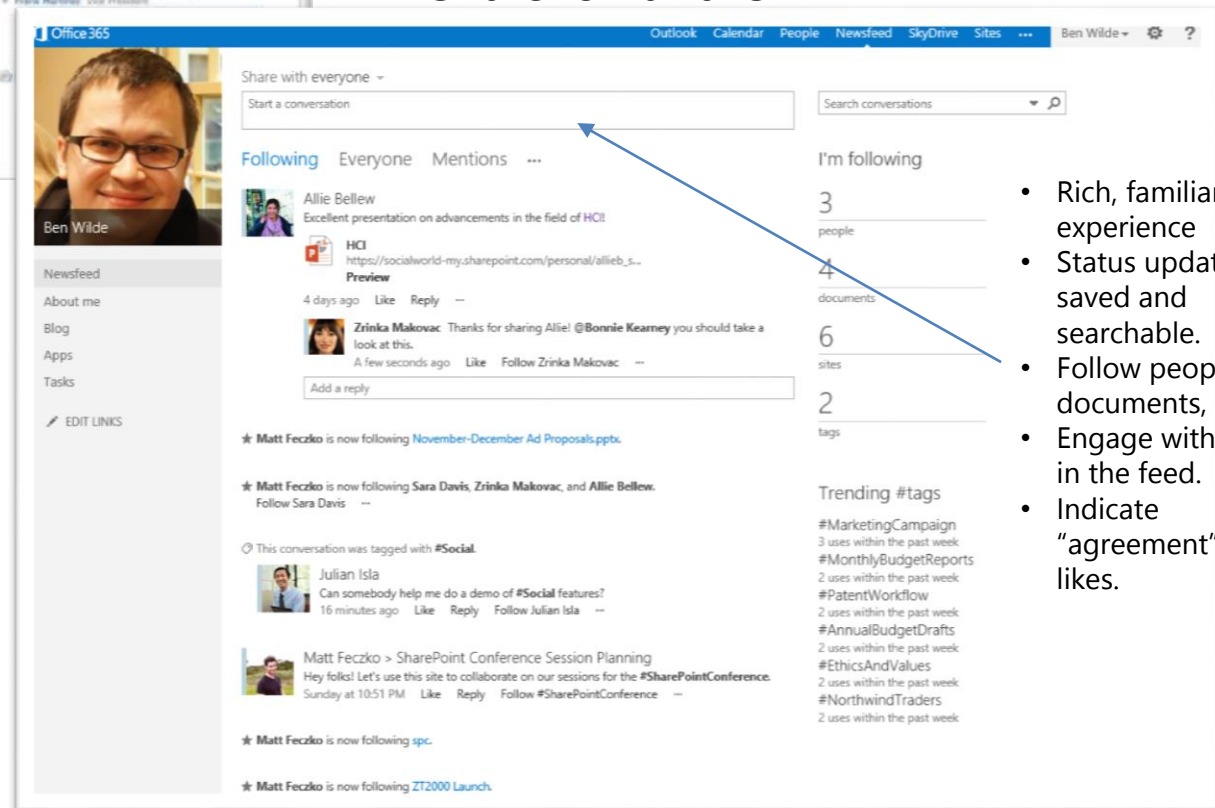 Office 365
Outlook Calendar People Newsfeed SkyDrive Sites ··· Ben Wilde ?
Share with everyone
Start a conversation
Search conversations
Following Everyone Mentions ···
Ben Wilde
Newsfeed
About me
Blog
Apps
Tasks
EDIT LINKS
Allie Bellew
Excellent presentation on advancements in the field of HCI!
HCI
https://socialworld-my.sharepoint.com/personal/allieb_s...
Preview
4 days ago Like Reply ···
Zrinka Makovac Thanks for sharing Allie! @Bonnie Kearney you should take a
look at this.
A few seconds ago Like Follow Zrinka Makovac ···
Add a reply
Matt Feczko is now following November-December Ad Proposals.pptx.
Matt Feczko is now following Sara Davis, Zrinka Makovac, and Allie Bellew.
Follow Sara Davis ···
This conversation was tagged with #Social.
Julian Isla
Can somebody help me do a demo of #Social features?
16 minutes ago Like Reply Follow Julian Isla ···
Matt Feczko > SharePoint Conference Session Planning
Hey folks! Let's use this site to collaborate on our sessions for the #SharePointConference.
Sunday at 10:51 PM Like Reply Follow #SharePointConference ···
Matt Feczko is now following spc.
Matt Feczko is now following ZT2000 Launch.
I'm following
3
people
4
documents
6
sites
2
tags
Trending #tags
#MarketingCampaign
3 uses within the past week
#MonthlyBudgetReports
2 uses within the past week
#PatentWorkflow
2 uses within the past week
#AnnualBudgetDrafts
2 uses within the past week
#EthicsAndValues
2 uses within the past week
#NorthwindTraders
2 uses within the past week
• Rich, familiar
experience
• Status updat
saved and
searchable.
• Follow peop
documents,
• Engage with
in the feed.
• Indicate
“agreement”
likes.